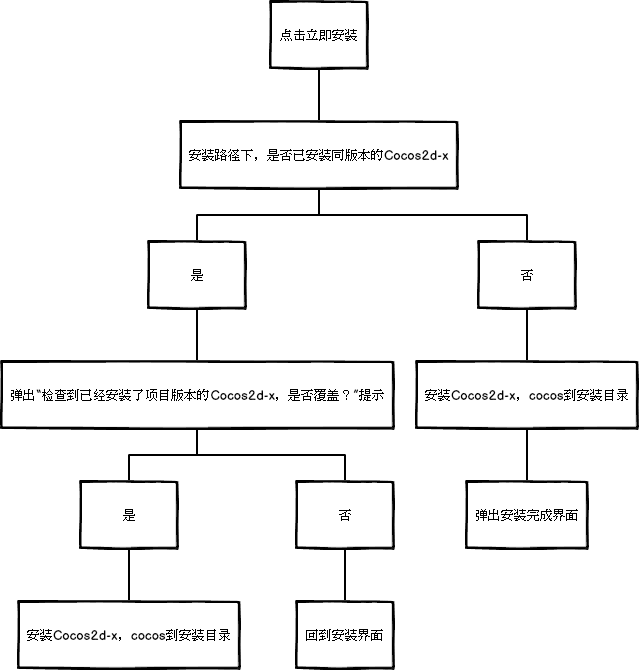 点击立即安装
安装路径下，是否已安装同版本的Cocos2d-x
是
否
弹出“检查到已经安装了项目版本的Cocos2d-x，是否覆盖？”提示
安装Cocos2d-x，cocos到安装目录
是
否
弹出安装完成界面
安装Cocos2d-x，cocos到安装目录
回到安装界面